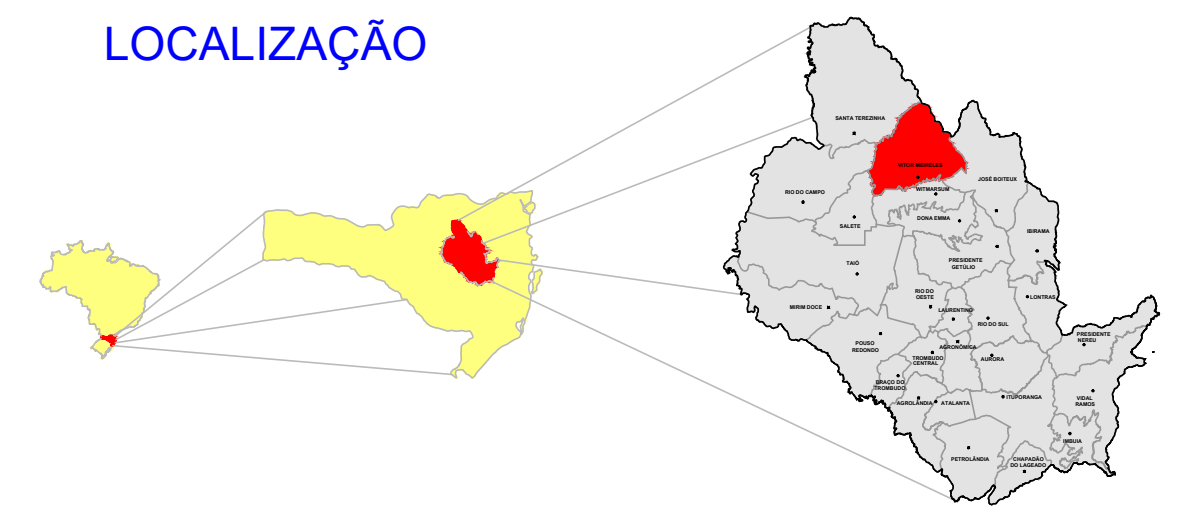 LOCALIZAÇÃO
SANTA TEREZINHA
VITOR MEIRELES
JOSÉ BOITEUX
RIO DO CAMPO
WITMARSUM
DONA EMMA
SALETE
IBIRAMA
TAIÓ
PRESIDENTE
GETÚLIO
RIO DO
OESTE
LONTRAS
MIRIM DOCE
LAURENTINO
RIO DO SUL
PRESIDENTE
NEREU
POUSO
REDONDO
AGRONÔMICA
TROMBUDO
CENTRAL
AURORA
BRAÇO DO
TROMBUDO
AGROLÂNDIA
ATALANTA
ITUPORANGA
VIDAL
RAMOS
IMBUIA
PETROLÂNDIA
CHAPADÃO
DO LAGEADO